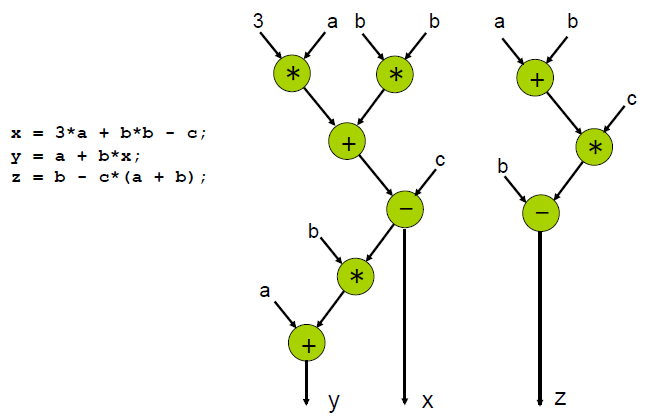 3 a b b a b
* * +
x = 3*a + b*b - c;
y = a + b*x;
z = b - c*(a + b);
+ c
*
c b
- -
b
*
a
+
y x z